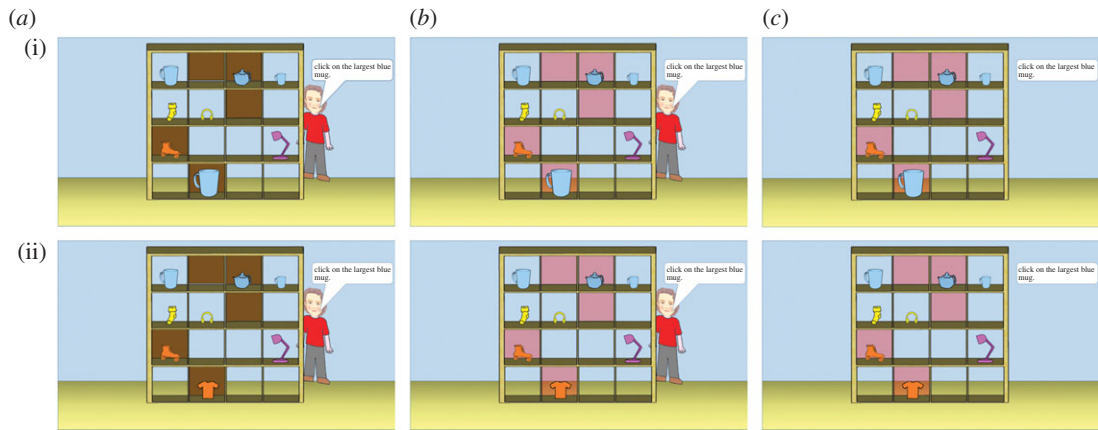 (a) (b) (c)
(i)
click on the largest blue
mug.
click on the largest blue
mug.
click on the largest blue
mug.
(ii)
click on the largest blue
mug.
click on the largest blue
mug.
click on the largest blue
mug.